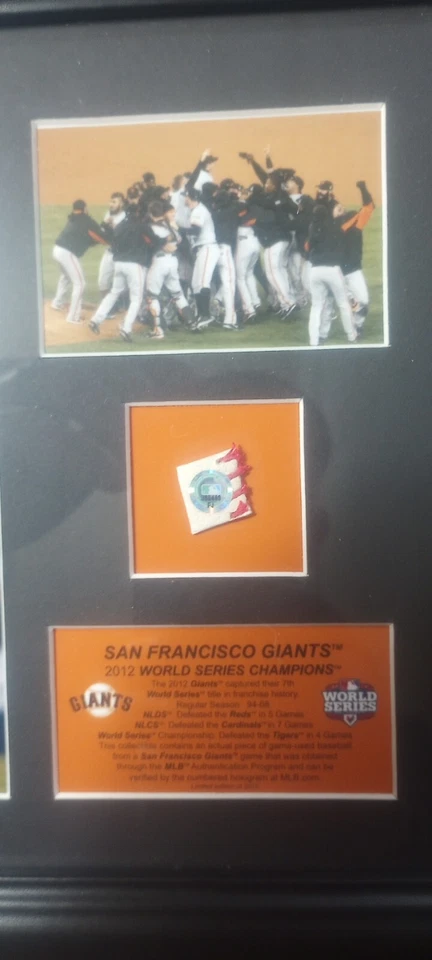 SAN FRANCISCO GIANTS™
2012 WORLD SERIES CHAMPIONS™
The 2012 Giants™ captured their 7th
World Series™ title in franchise history.
Regular Season: 94-68
NLDS™ Defeated the Reds™ in 5 Games
NLCS™ Defeated the Cardinals™ in 7 Games
World Series™ Championship: Defeated the Tigers™ in 4 Games
This collectible contains an actual piece of game-used baseball
from a San Francisco Giants™ game that was obtained
through the MLB™ Authentication Program and can be
verified by the numbered hologram at MLB.com
GIANTS
WORLD
SERIES